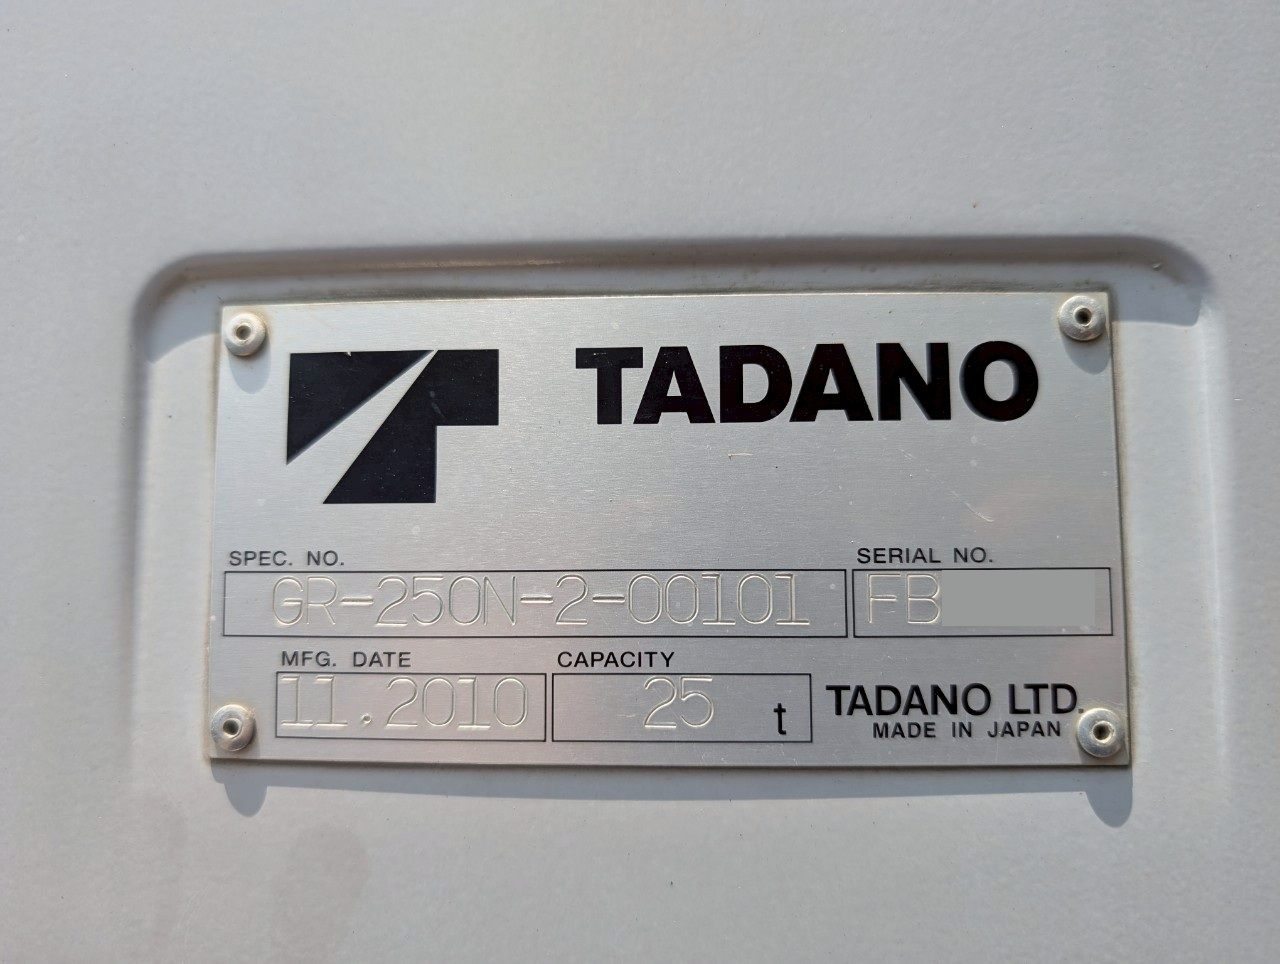 TADANO
SPEC. NO.
GR-250N-2-00101
SERIAL NO.
FB
MFG. DATE
11.2010
CAPACITY
25 t
TADANO LTD.
MADE IN JAPAN